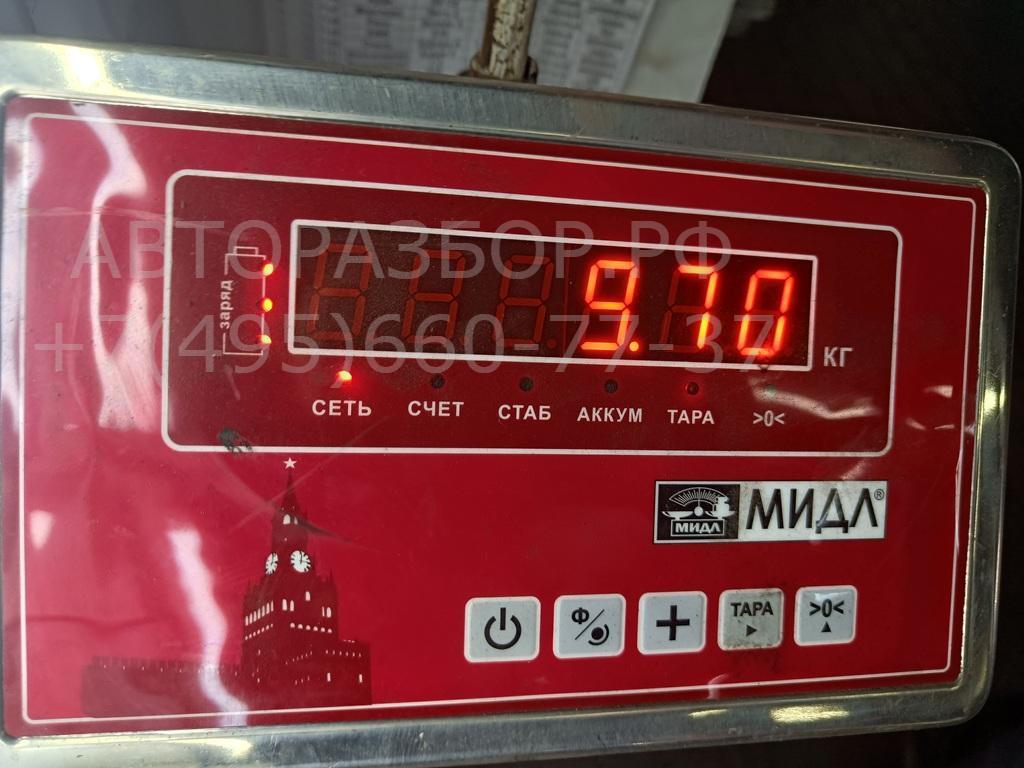 АВТОРАЗБОР.РФ
+7(495)660-77-37
заряд
9.70
КГ
СЕТЬ СЧЕТ СТАБ АККУМ ТАРА >0<
МИДЛ МИДЛ®
Ф/ + ТАРА >0<